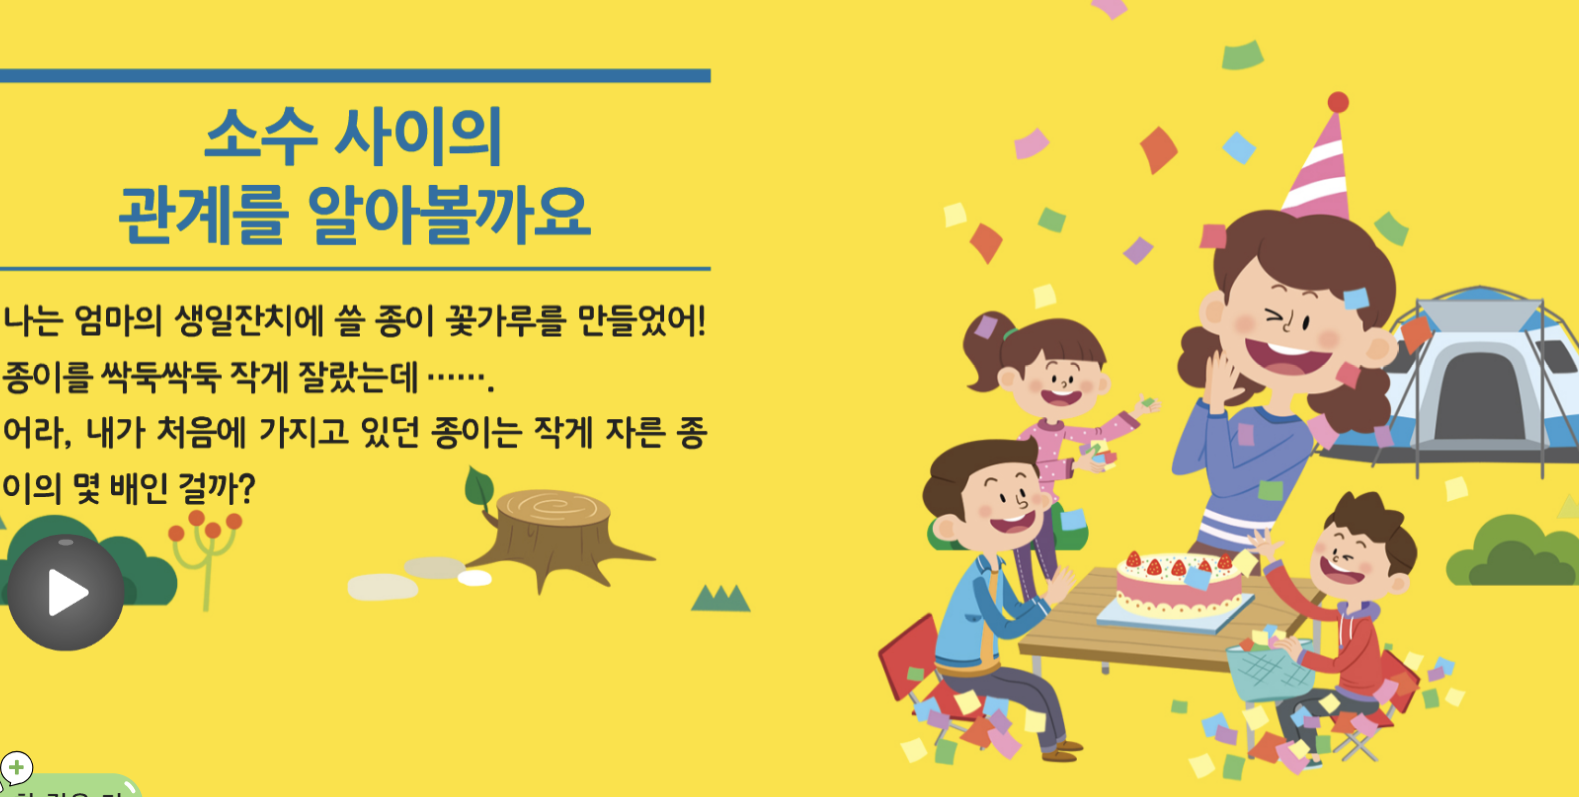 소수 사이의
관계를 알아볼까요
나는 엄마의 생일잔치에 쓸 종이 꽃가루를 만들었어!
종이를 싹둑싹둑 작게 잘랐는데 …….
어라, 내가 처음에 가지고 있던 종이는 작게 자른 종
이의 몇 배인 걸까?